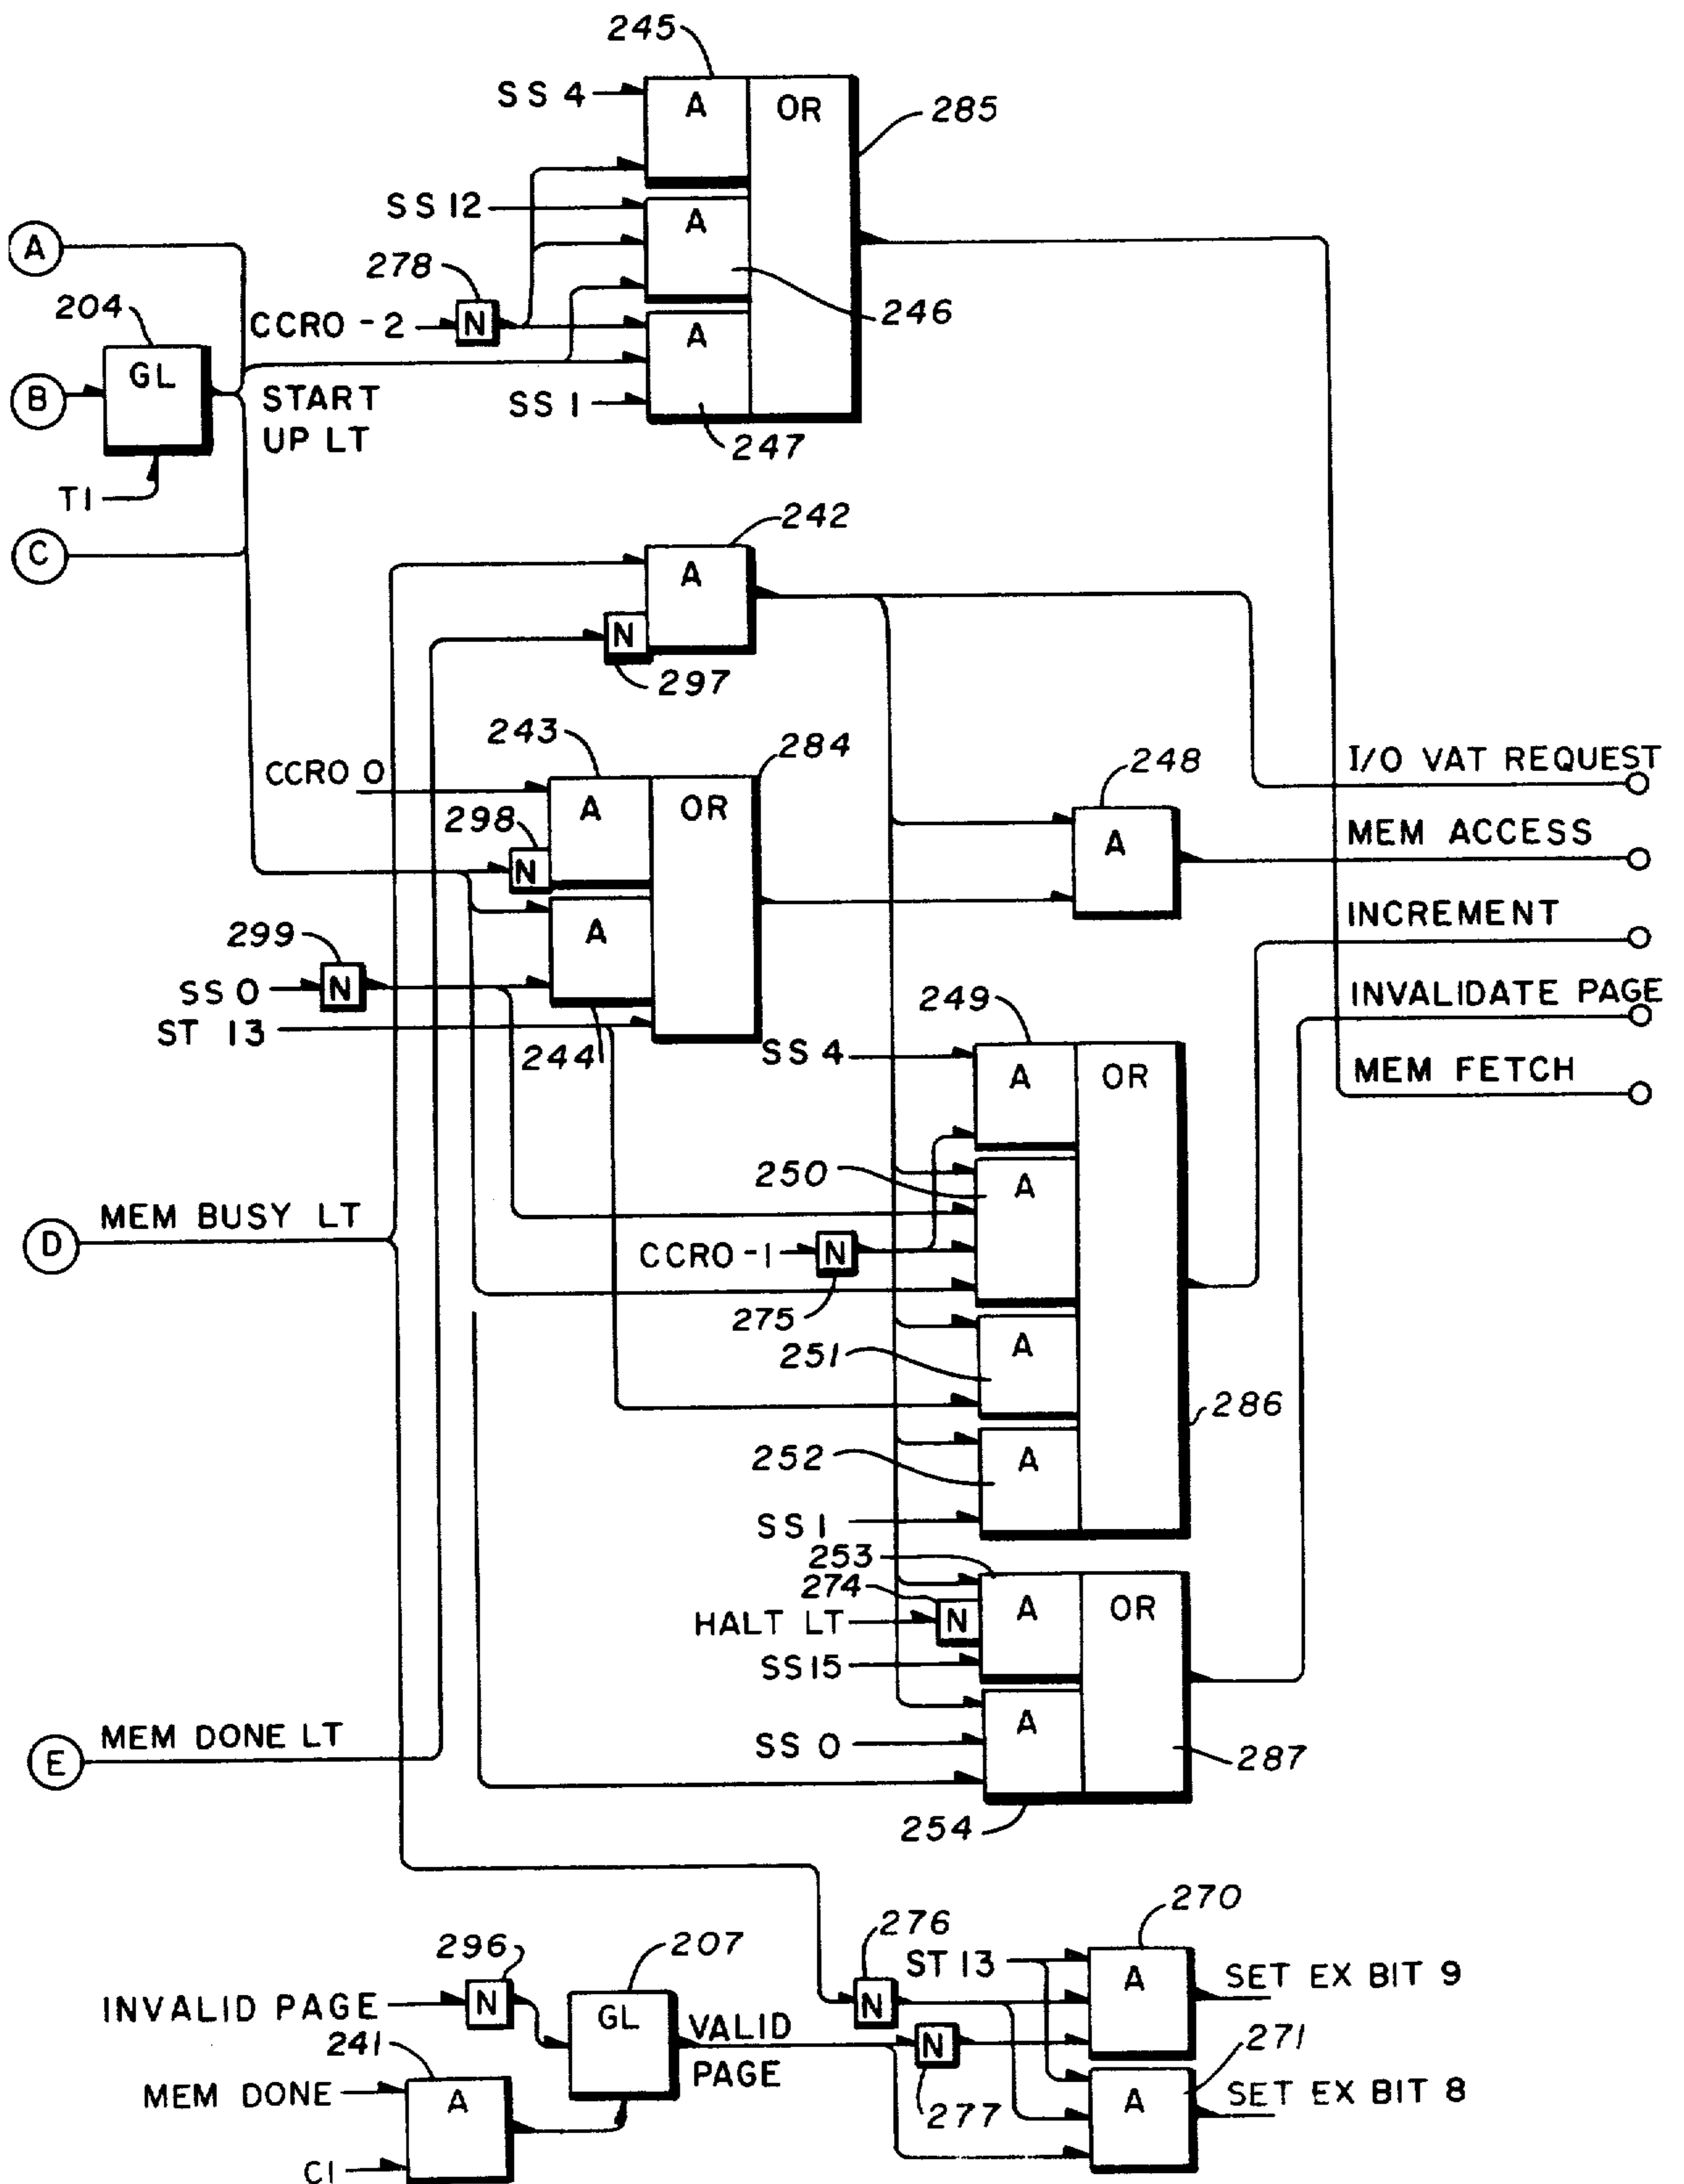 245
SS 4
A
OR
285
SS 12
A
A
278
246
204
CCRO -2
N
A
GL
B
START
UP LT
SS 1
247
T1
C
242
A
N
297
243
284
CCRO 0
A
OR
248
I/O VAT REQUEST
298
N
A
MEM ACCESS
299
A
INCREMENT
SS 0
N
249
INVALIDATE PAGE
ST 13
244
SS 4
A
OR
MEM FETCH
250
A
D
MEM BUSY LT
CCRO -1
N
275
A
251
286
252
A
SS 1
253
274
A
OR
HALT LT
N
SS 15
A
MEM DONE LT
E
SS 0
287
254
276
270
296
207
ST 13
A
SET EX BIT 9
INVALID PAGE
N
GL
VALID
PAGE
N
N
271
241
MEM DONE
A
277
A
SET EX BIT 8
C1